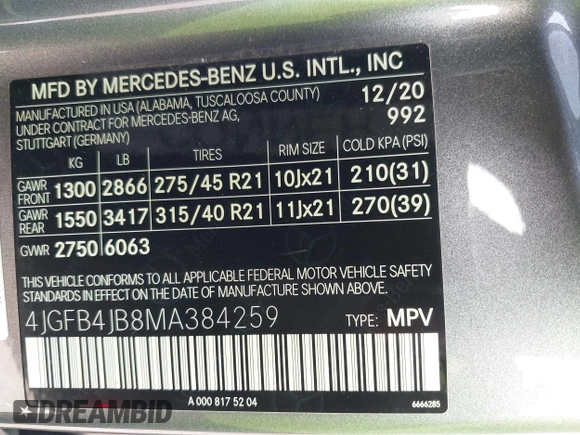 MFD BY MERCEDES-BENZ U.S. INTL., INC
MANUFACTURED IN USA (ALABAMA, TUSCALOOSA COUNTY) 12/20
UNDER CONTRACT FOR MERCEDES-BENZ AG, 992
STUTTGART (GERMANY)
KG LB TIRES RIM SIZE COLD KPA (PSI)
GAWR FRONT 1300 2866 275/45 R21 10Jx21 210(31)
GAWR REAR 1550 3417 315/40 R21 11Jx21 270(39)
GVWR 2750 6063
THIS VEHICLE CONFORMS TO ALL APPLICABLE FEDERAL MOTOR VEHICLE SAFETY
STANDARDS IN EFFECT ON THE DATE OF MANUFACTURE SHOWN ABOVE.
4JGFB4JB8MA384259 TYPE: MPV
A 000 817 52 04 6666285
DREAMBID